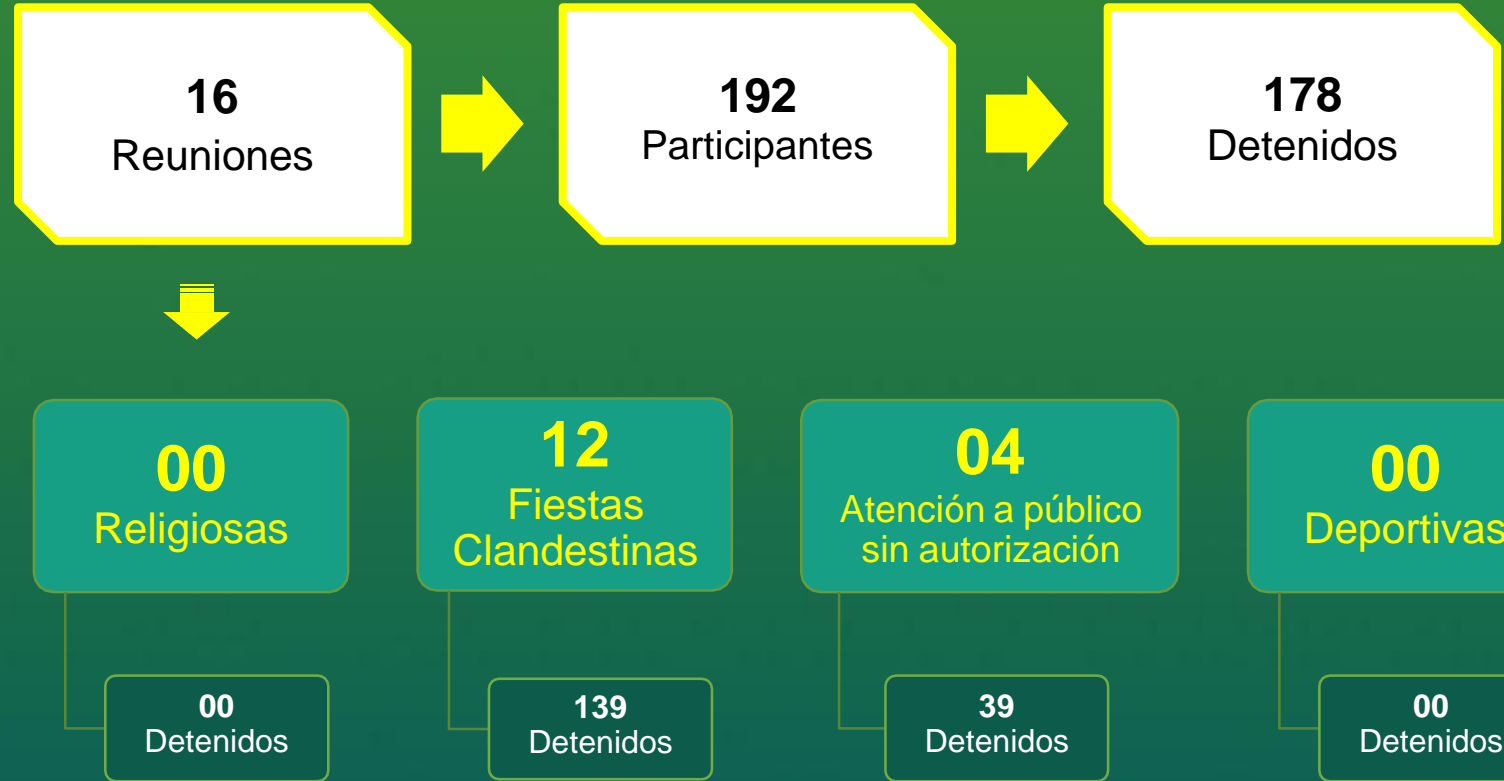 16
Reuniones
192
Participantes
178
Detenidos
00
Religiosas
12
Fiestas
Clandestinas
04
Atención a público
sin autorización
00
Deportivas
00
Detenidos
139
Detenidos
39
Detenidos
00
Detenidos